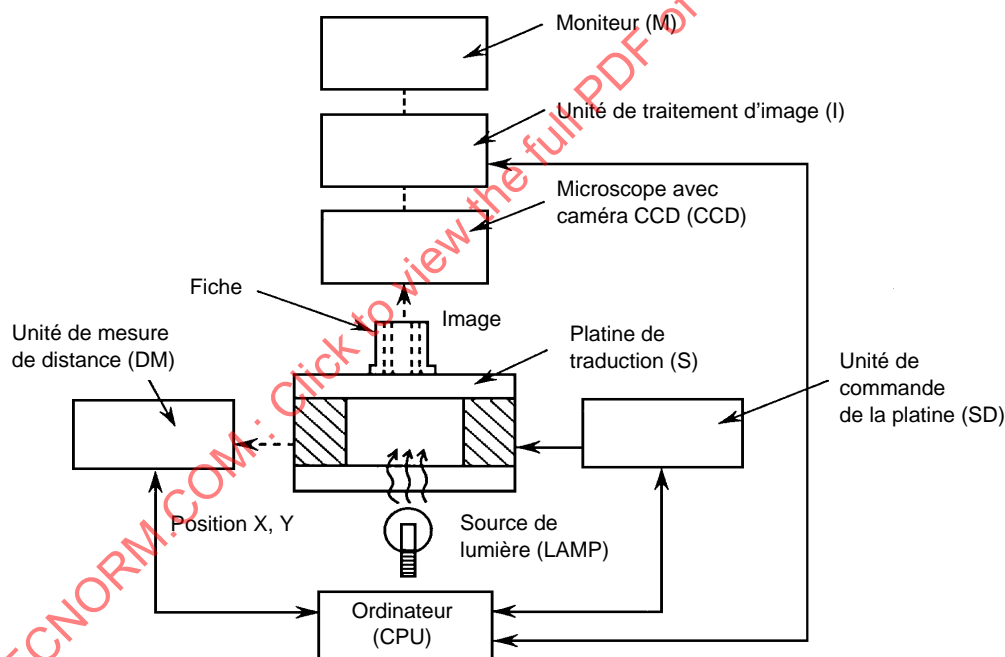 Moniteur (M)
Unité de traitement d'image (I)
Microscope avec
caméra CCD (CCD)
Fiche
Image
Unité de mesure
de distance (DM)
Platine de
traduction (S)
Unité de
commande
de la platine (SD)
Position X, Y
Source de
lumière (LAMP)
Ordinateur
(CPU)
ECNORM.COM : Click to view the full PDF of